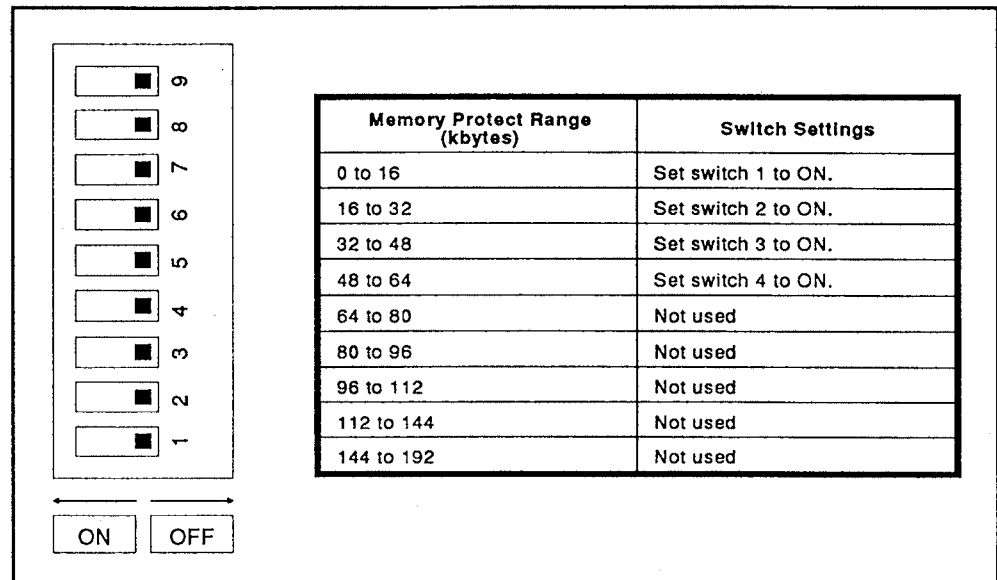 9
8
7
6
5
4
3
2
1
ON OFF
Memory Protect Range (kbytes) Switch Settings
0 to 16 Set switch 1 to ON.
16 to 32 Set switch 2 to ON.
32 to 48 Set switch 3 to ON.
48 to 64 Set switch 4 to ON.
64 to 80 Not used
80 to 96 Not used
96 to 112 Not used
112 to 144 Not used
144 to 192 Not used